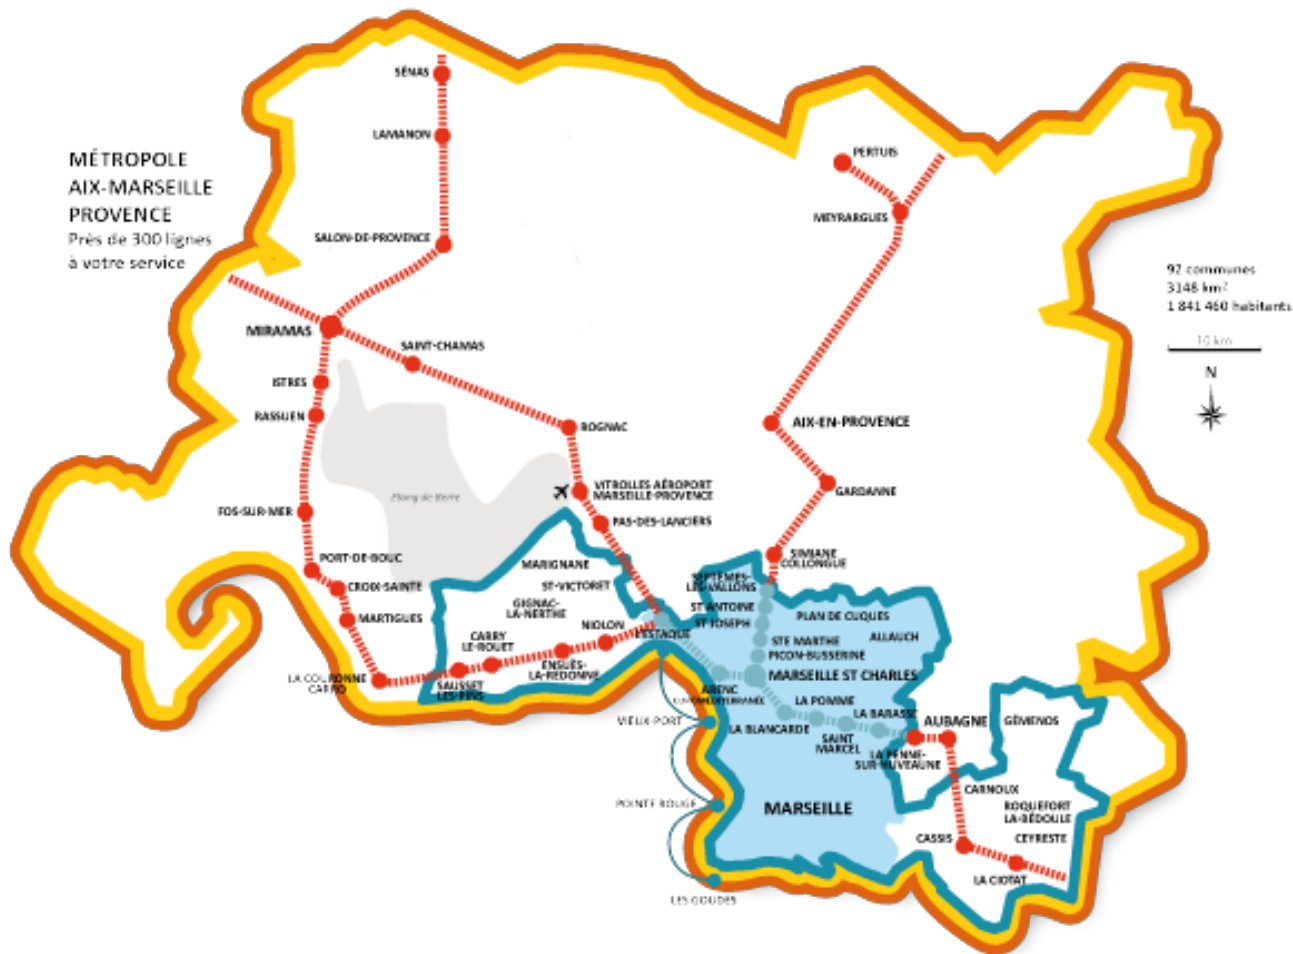 SÉNAS
LAMANON
MÉTROPOLE
AIX-MARSEILLE
PROVENCE
Près de 300 lignes
à votre service
PERTUIS
MEYRARGUES
SALON-DE-PROVENCE
92 communes
3148 km²
1 841 460 habitants
10 km
N
MIRAMAS
SAINT-CHAMAS
ISTRES
RASSUEN
ROGNAC
AIX-EN-PROVENCE
Etang de Berre
VITROLLES AÉROPORT
MARSEILLE-PROVENCE
GARDANNE
FOS-SUR-MER
PAS-DES-LANCIERS
PORT-DE-BOUC
CROIX-SAINTE
MARTIGUES
MARIGNANE
ST-VICTORET
GIGNAC-
LA-NERTHE
SIMIANE
COLLONGUE
SEPTÈMES-
LES-VALLONS
ST ANTOINE
ST JOSEPH
PLAN DE CUQUES
ALLAUCH
NIOLON
L'ESTAQUE
CARRY
LE-ROUET
STE MARTHE
PICON-BUSSERINE
ENSUÈS-
LA-REDONNE
LA COURONNE
CARRO
SAUSSET
LES-PINS
MARSEILLE ST CHARLES
ARENC
LA POMME
LA BARASSE
VIEUX-PORT
LA BLANCARDE
SAINT
MARCEL
AUBAGNE
GÉMENOS
LA PENNE-
SUR-HUVEAUNE
CARNOUX
POINTE ROUGE
MARSEILLE
ROQUEFORT
LA-BÉDOULE
CASSIS
CEYRESTE
LA CIOTAT
LES GOUDES